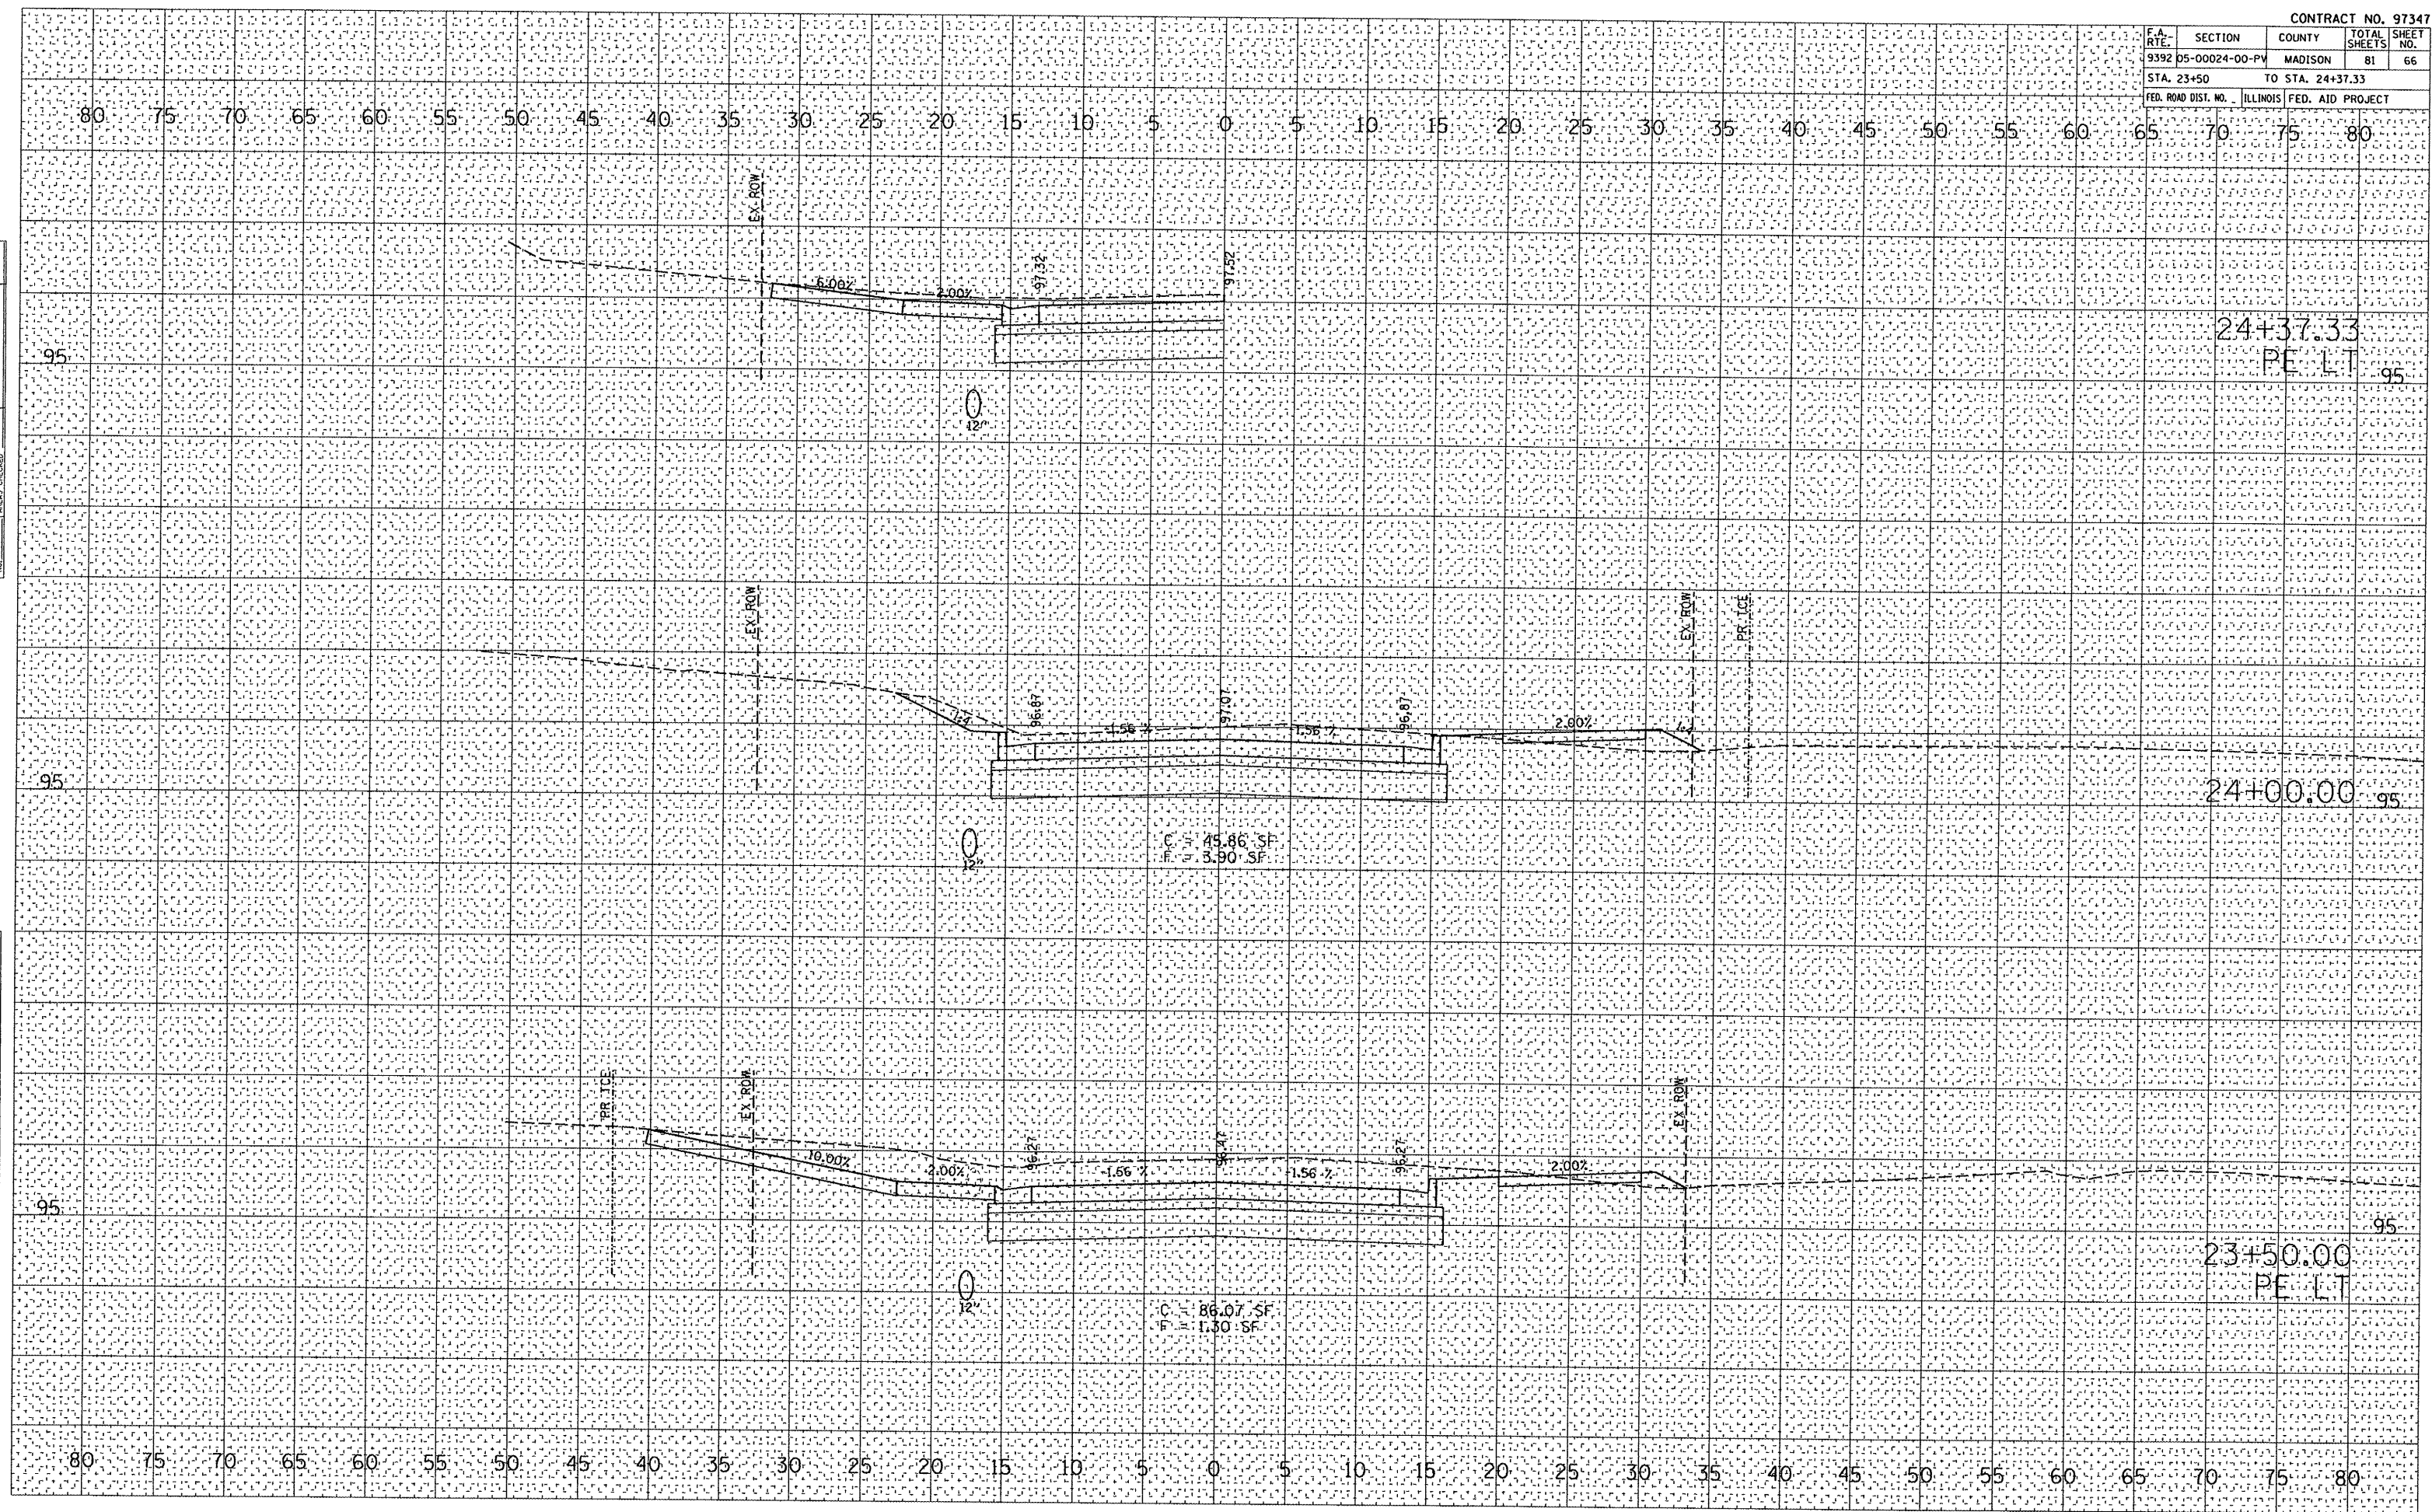 CONTRACT NO. 97347
F.A. RTE. SECTION COUNTY TOTAL SHEETS SHEET NO.
9392 05-00024-00-PV MADISON 81 66
STA. 23+50 TO STA. 24+37.33
FED. ROAD DIST. NO. ILLINOIS FED. AID PROJECT
80 75 70 65 60 55 50 45 40 35 30 25 20 15 10 5 0 5 10 15 20 25 30 35 40 45 50 55 60 65 70 75 80
EX ROW
97.32
97.52
6.00%
2.00%
24+37.33
PE LT
95
95
12"
EX ROW
EX ROW
PR TCE
96.87
97.07
96.87
1:4
-1.56 %
-1.56 %
2.00%
1:4
95
24+00.00
95
12"
C = 45.86 SF
F = 3.90 SF
PR TCE
EX ROW
EX ROW
96.27
96.47
96.27
10.00%
2.00%
-1.56 %
-1.56 %
2.00%
95
95
23+50.00
PE LT
12"
C = 86.07 SF
F = 1.30 SF
80 75 70 65 60 55 50 45 40 35 30 25 20 15 10 5 0 5 10 15 20 25 30 35 40 45 50 55 60 65 70 75 80